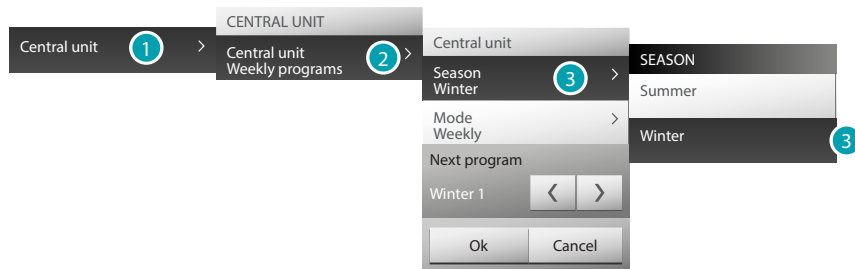 Central unit
1
>
CENTRAL UNIT
Central unit
Weekly programs
2
>
Central unit
Season
Winter
3
>
Mode
Weekly
>
Next program
Winter 1
<
>
Ok
Cancel
SEASON
Summer
Winter
3